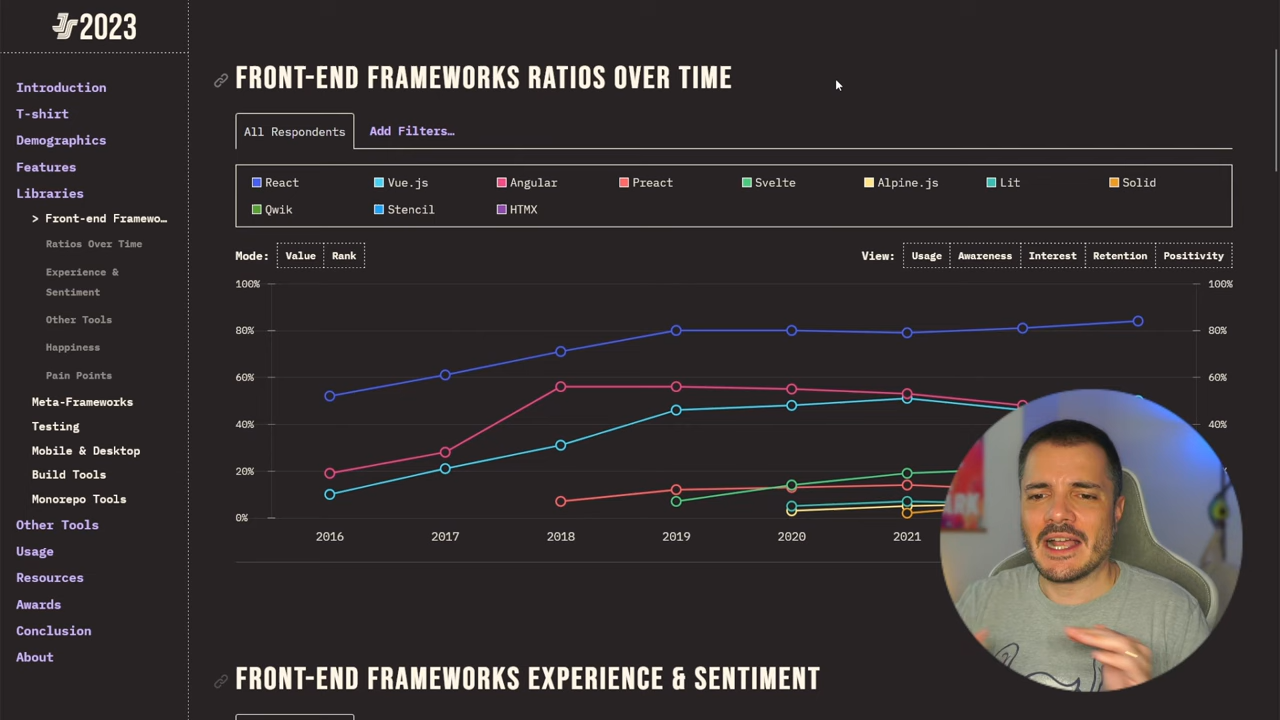 JS 2023
Introduction
T-shirt
Demographics
Features
Libraries
> Front-end Framewo…
Ratios Over Time
Experience &
Sentiment
Other Tools
Happiness
Pain Points
Meta-Frameworks
Testing
Mobile & Desktop
Build Tools
Monorepo Tools
Other Tools
Usage
Resources
Awards
Conclusion
About
FRONT-END FRAMEWORKS RATIOS OVER TIME
All Respondents Add Filters…
React Vue.js Angular Preact Svelte Alpine.js Lit Solid
Qwik Stencil HTMX
Mode: Value Rank View: Usage Awareness Interest Retention Positivity
100% 100%
80% 80%
60% 60%
40% 40%
20%
0%
2016 2017 2018 2019 2020 2021
FRONT-END FRAMEWORKS EXPERIENCE & SENTIMENT